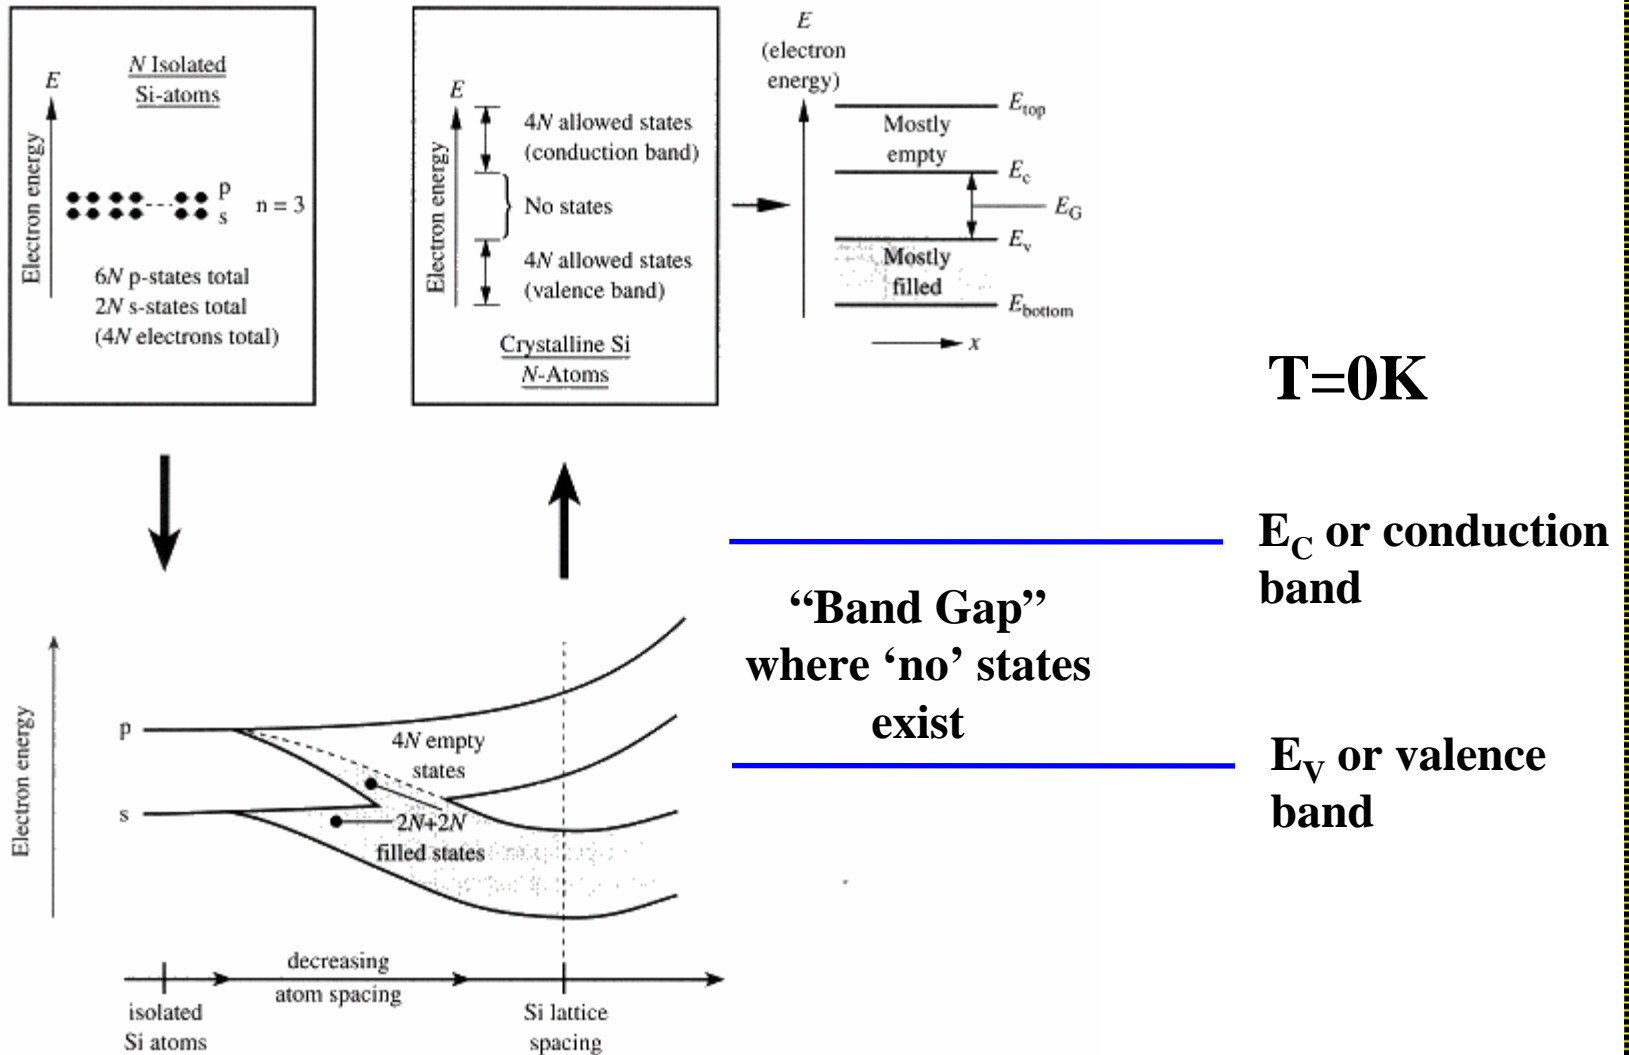 N Isolated
Si-atoms
E
Electron energy
p
s
n = 3
6N p-states total
2N s-states total
(4N electrons total)
E
Electron energy
4N allowed states
(conduction band)
No states
4N allowed states
(valence band)
Crystalline Si
N-Atoms
E
(electron
energy)
E_top
Mostly
empty
E_c
E_G
E_v
Mostly
filled
E_bottom
x
T=0K
E_C or conduction
band
“Band Gap”
where ‘no’ states
exist
E_V or valence
band
Electron energy
p
s
4N empty
states
2N+2N
filled states
decreasing
atom spacing
isolated
Si atoms
Si lattice
spacing